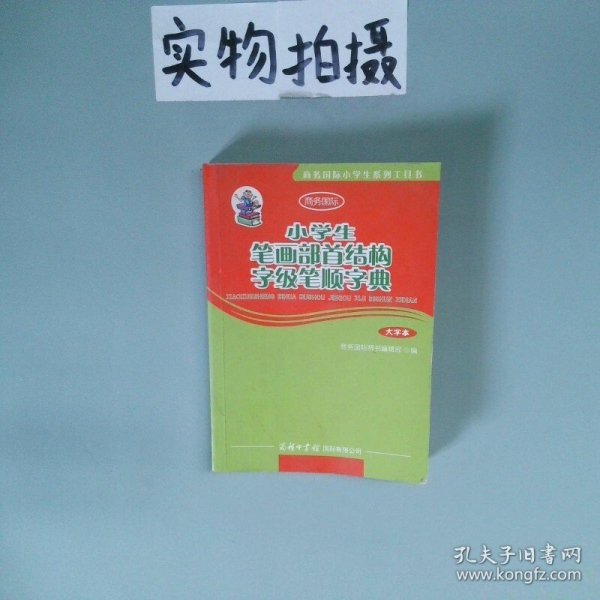 实物拍摄
商务国际小学生系列工具书
商务国际
小学生
笔画部首结构
字级笔顺字典
XIAOXUESHENG BIHUA BUSHOU JIEGOU ZIJI BISHUN ZIDIAN
大字本
商务国际辞书编辑部 ◎ 编
商务印书馆 国际有限公司
孔夫子旧书网
www.kongfz.com